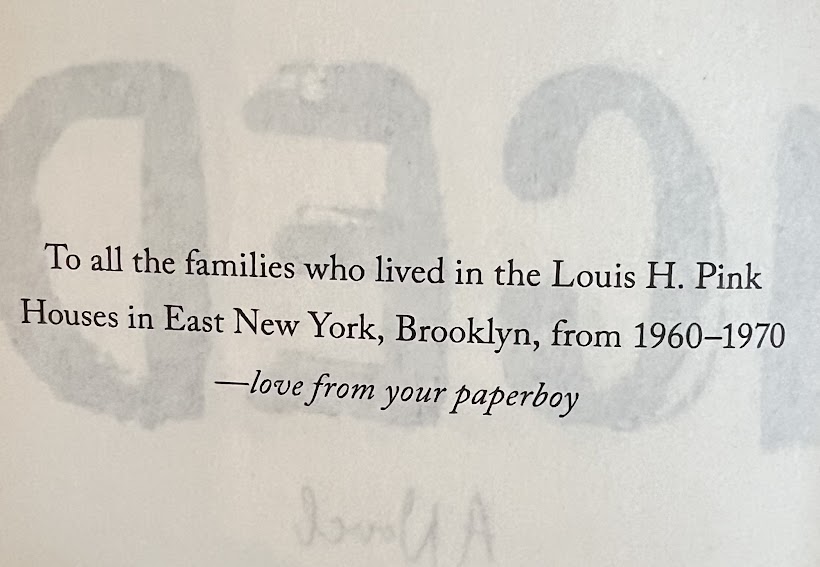 To all the families who lived in the Louis H. Pink
Houses in East New York, Brooklyn, from 1960–1970
—love from your paperboy
A Novel